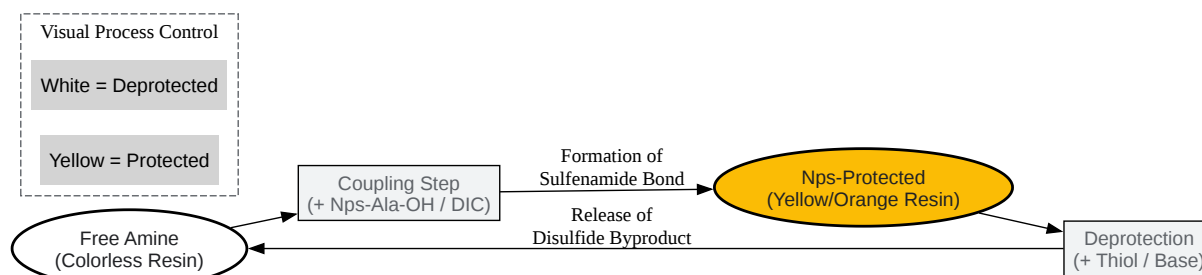 Visual Process Control
White = Deprotected
Yellow = Protected
Free Amine
(Colorless Resin)
Coupling Step
(+ Nps-Ala-OH / DIC)
Formation of
Sulfenamide Bond
Nps-Protected
(Yellow/Orange Resin)
Release of
Disulfide Byproduct
Deprotection
(+ Thiol / Base)